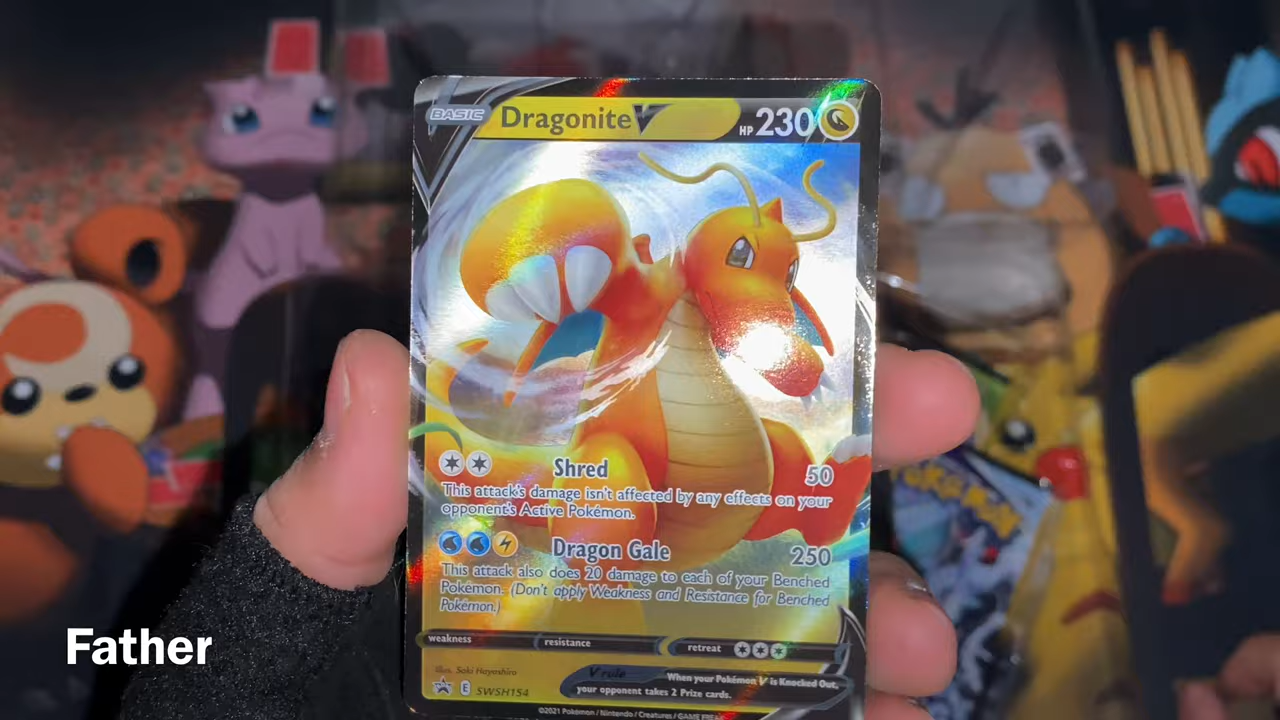 BASIC Dragonite V HP 230
Shred 50
This attack's damage isn't affected by any effects on your
opponent's Active Pokémon.
Dragon Gale 250
This attack also does 20 damage to each of your Benched
Pokémon. (Don't apply Weakness and Resistance for Benched
Pokémon.)
weakness resistance retreat
Illus. Saki Hayashiro
V rule When your Pokémon V is Knocked Out,
your opponent takes 2 Prize cards.
E SWSH154
©2021 Pokémon / Nintendo / Creatures / GAME FREAK
Father
POKéMON